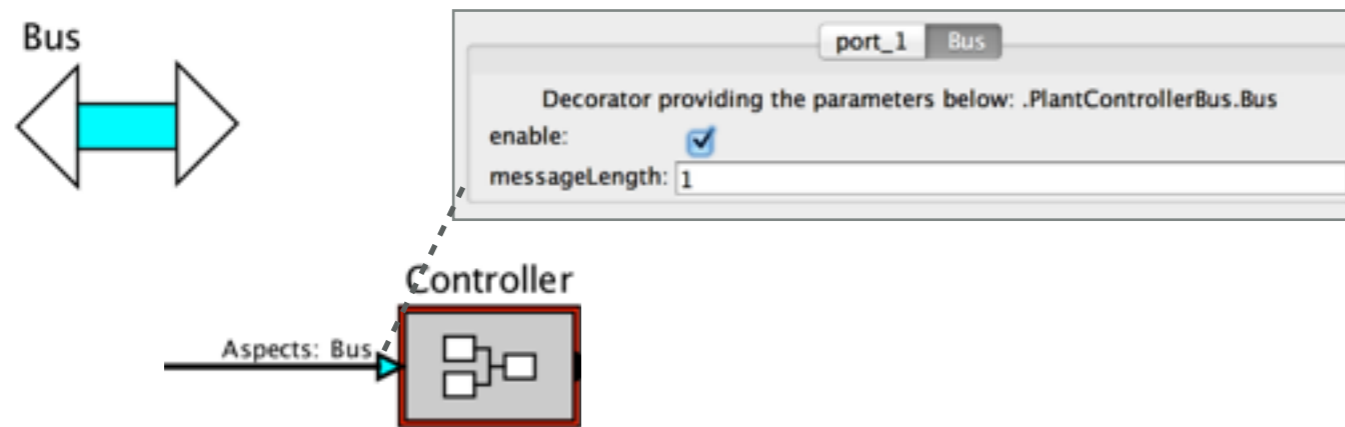 Bus
port_1 Bus
Decorator providing the parameters below: .PlantControllerBus.Bus
enable:
messageLength: 1
Controller
Aspects: Bus